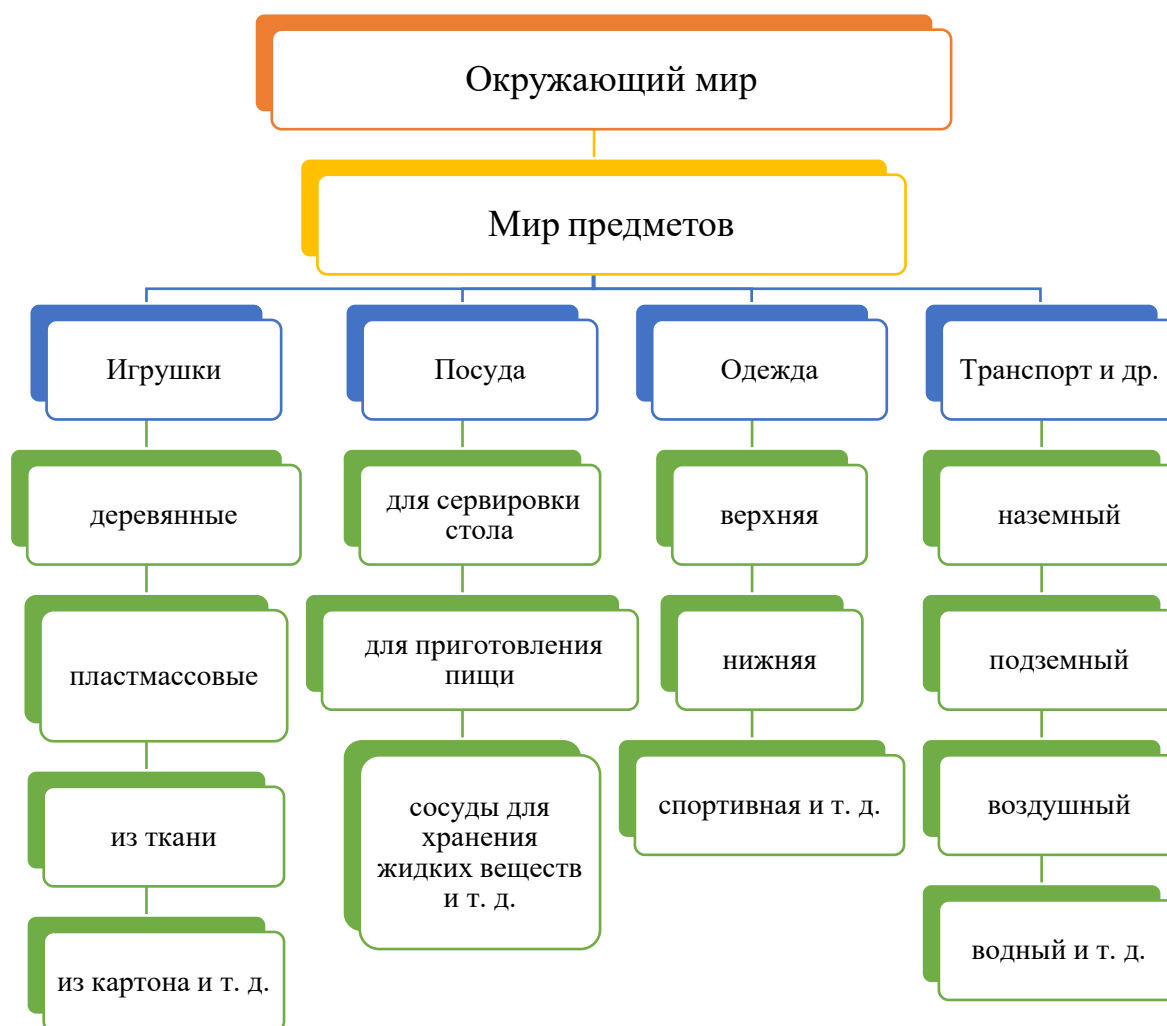 Окружающий мир
Мир предметов
Игрушки
Посуда
Одежда
Транспорт и др.
деревянные
для сервировки
стола
верхняя
наземный
пластмассовые
для приготовления
пищи
нижняя
подземный
из ткани
сосуды для
хранения
жидких веществ
и т. д.
спортивная и т. д.
воздушный
из картона и т. д.
водный и т. д.